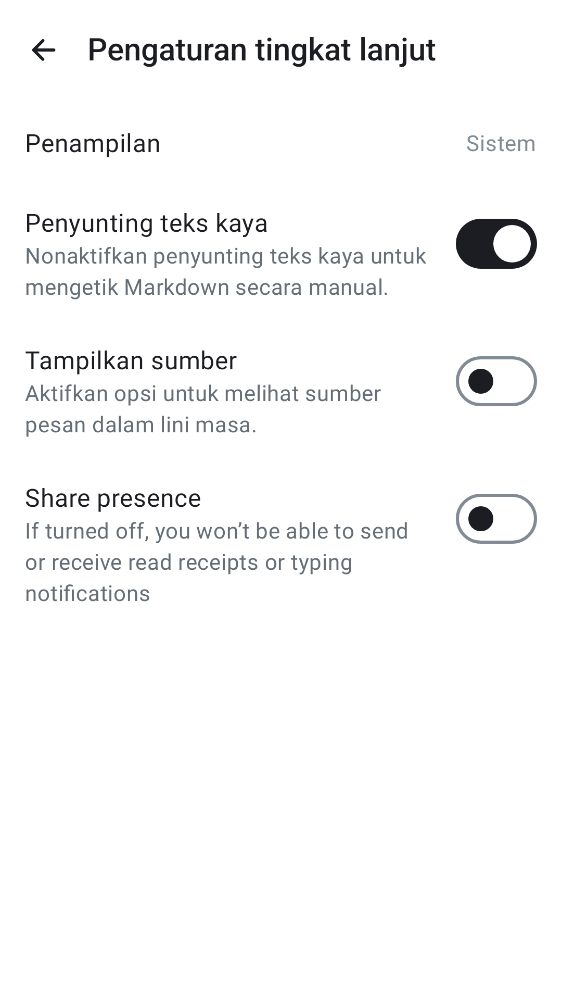 Pengaturan tingkat lanjut
Penampilan
Sistem
Penyunting teks kaya
Nonaktifkan penyunting teks kaya untuk
mengetik Markdown secara manual.
Tampilkan sumber
Aktifkan opsi untuk melihat sumber
pesan dalam lini masa.
Share presence
If turned off, you won’t be able to send
or receive read receipts or typing
notifications